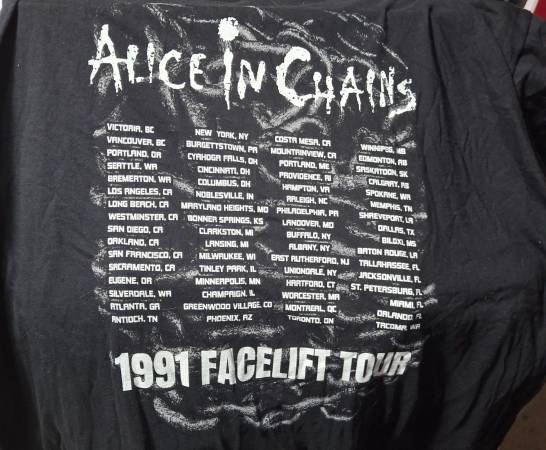 ALICE IN CHAINS
VICTORIA, BC
VANCOUVER, BC
PORTLAND, OR
SEATTLE, WA
BREMERTON, WA
LOS ANGELES, CA
LONG BEACH, CA
WESTMINSTER, CA
SAN DIEGO, CA
OAKLAND, CA
SAN FRANCISCO, CA
SACRAMENTO, CA
EUGENE, OR
SILVERDALE, WA
ATLANTA, GA
ANTIOCH, TN
NEW YORK, NY
BURGETTSTOWN, PA
CYAHOGA FALLS, OH
CINCINNATI, OH
COLUMBUS, OH
NOBLESVILLE, IN
MARYLAND HEIGHTS, MO
BONNER SPRINGS, KS
CLARKSTON, MI
LANSING, MI
MILWAUKEE, WI
TINLEY PARK, IL
MINNEAPOLIS, MN
CHAMPAIGN, IL
GREENWOOD VILLAGE, CO
PHOENIX, AZ
COSTA MESA, CA
MOUNTAINVIEW, CA
PORTLAND, ME
PROVIDENCE, RI
HAMPTON, VA
RALEIGH, NC
PHILADELPHIA, PA
LANDOVER, MD
BUFFALO, NY
ALBANY, NY
EAST RUTHERFORD, NJ
UNIONDALE, NY
HARTFORD, CT
WORCESTER, MA
MONTREAL, QC
TORONTO, ON
WINNIPEG, MB
EDMONTON, AB
SASKATOON, SK
CALGARY, AB
SPOKANE, WA
MEMPHIS, TN
SHREVEPORT, LA
DALLAS, TX
BILOXI, MS
BATON ROUGE, LA
TALLAHASSEE, FL
JACKSONVILLE, FL
ST. PETERSBURG, FL
MIAMI, FL
ORLANDO, FL
TACOMA, WA
1991 FACELIFT TOUR